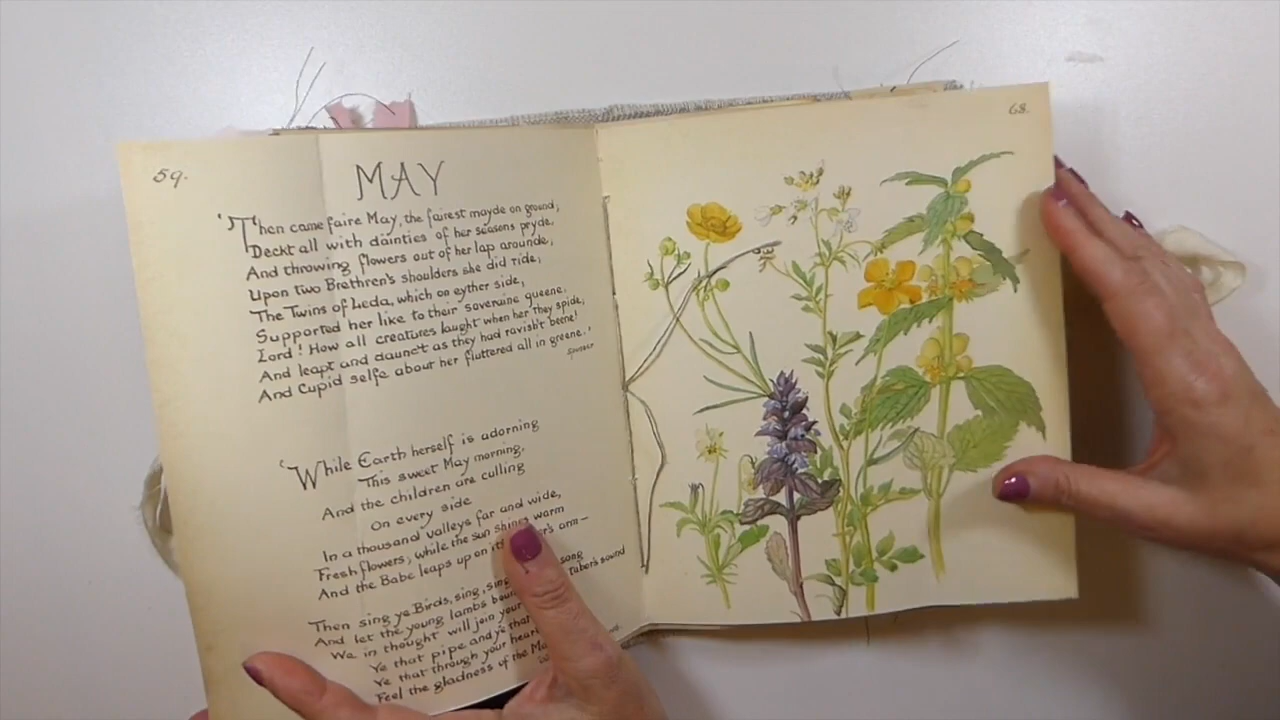 59.
MAY
'Then came faire May, the fairest mayde on ground,
Deckt all with dainties of her seasons pryde,
And throwing flowers out of her lap arounde;
Upon two Brethren's shoulders she did ride;
The Twins of Leda, which on eyther side,
Supported her like to their soveraine queene.
Lord! How all creatures laught when her they spide,
And leapt and daunc't as they had ravish't beene!
And Cupid selfe about her fluttered all in greene.'
Spenser
'While Earth herself is adorning
This sweet May morning,
And the children are culling
On every side
In a thousand valleys far and wide,
Fresh flowers; while the sun shines warm
And the Babe leaps up on its arm—
Then sing ye Birds, sing, sing song
And let the young lambs
Tabor's sound
We in thought will join your
Ye that pipe and ye that
Ye that through your
Feel the gladness of the
68.